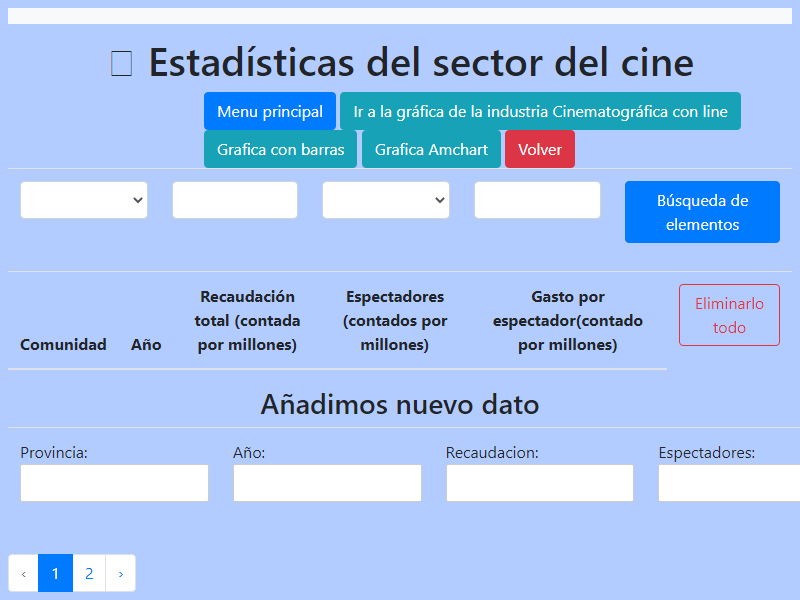 Estadísticas del sector del cine
Menu principal
Ir a la gráfica de la industria Cinematográfica con line
Grafica con barras
Grafica Amchart
Volver
Búsqueda de
elementos
Comunidad
Año
Recaudación
total (contada
por millones)
Espectadores
(contados por
millones)
Gasto por
espectador(contado
por millones)
Eliminarlo
todo
Añadimos nuevo dato
Provincia:
Año:
Recaudacion:
Espectadores:
‹ 1 2 ›